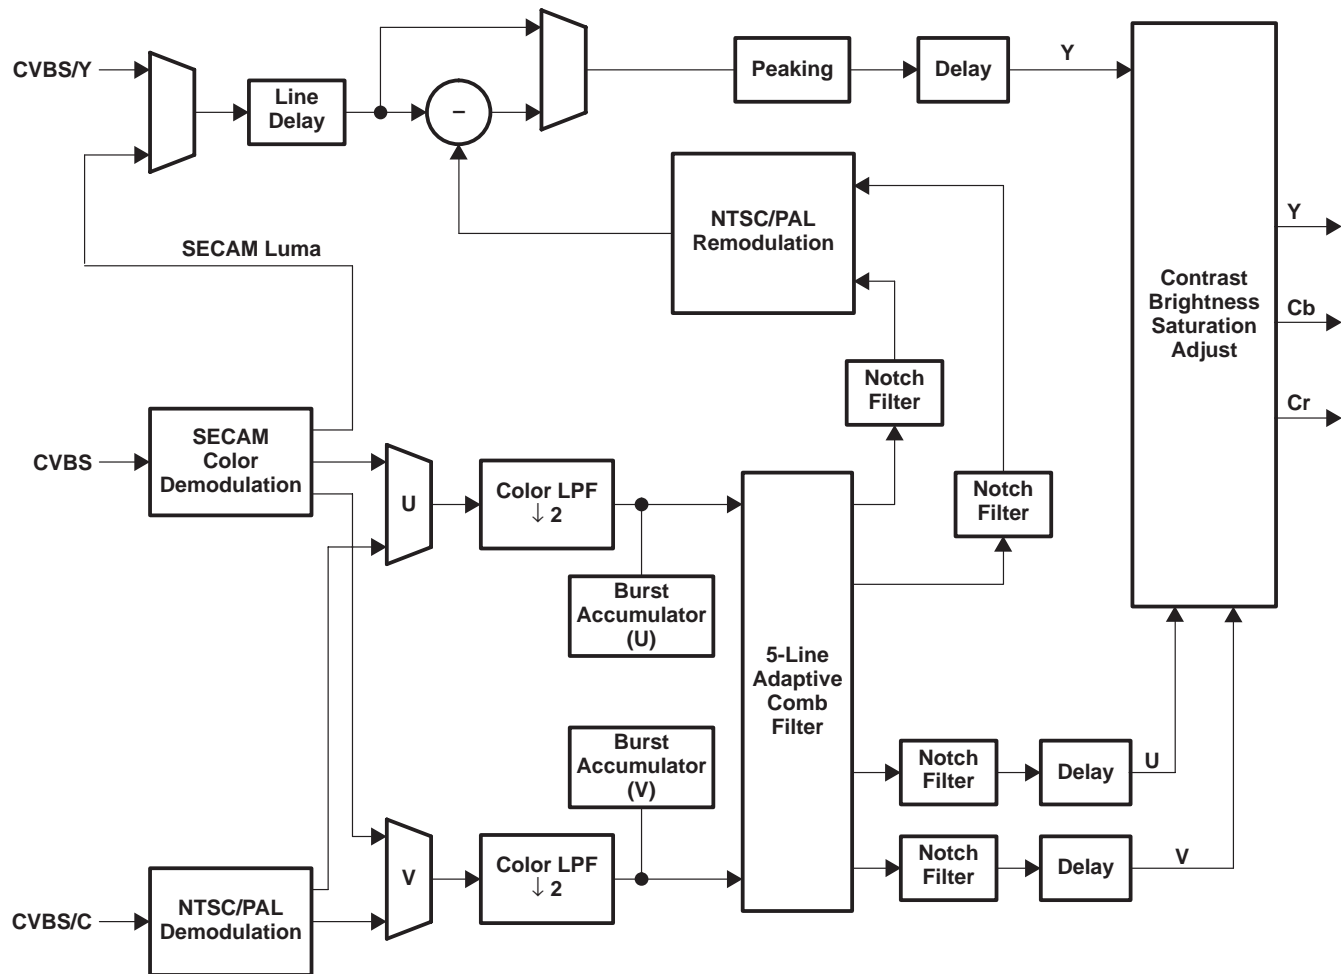 CVBS/Y
Line
Delay
–
Peaking
Delay
Y
NTSC/PAL
Remodulation
SECAM Luma
Contrast
Brightness
Saturation
Adjust
Y
Cb
Cr
Notch
Filter
CVBS
SECAM
Color
Demodulation
U
Color LPF
↓ 2
Notch
Filter
Burst
Accumulator
(U)
5-Line
Adaptive
Comb
Filter
Burst
Accumulator
(V)
Notch
Filter
Delay
U
CVBS/C
NTSC/PAL
Demodulation
V
Color LPF
↓ 2
Notch
Filter
Delay
V